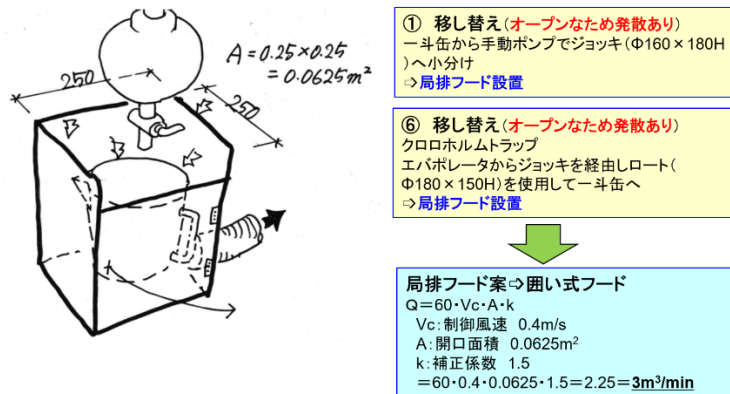 250
A=0.25×0.25
=0.0625m²
250
① 移し替え(オープンなため発散あり)
一斗缶から手動ポンプでジョッキ(Φ160×180H
)へ小分け
⇨局排フード設置
⑥ 移し替え(オープンなため発散あり)
クロロホルムトラップ
エバポレータからジョッキを経由しロート(
Φ180×150H)を使用して一斗缶へ
⇨局排フード設置
局排フード案⇨囲い式フード
Q=60・Vc・A・k
Vc:制御風速 0.4m/s
A:開口面積 0.0625m²
k:補正係数 1.5
=60・0.4・0.0625・1.5=2.25=3m³/min